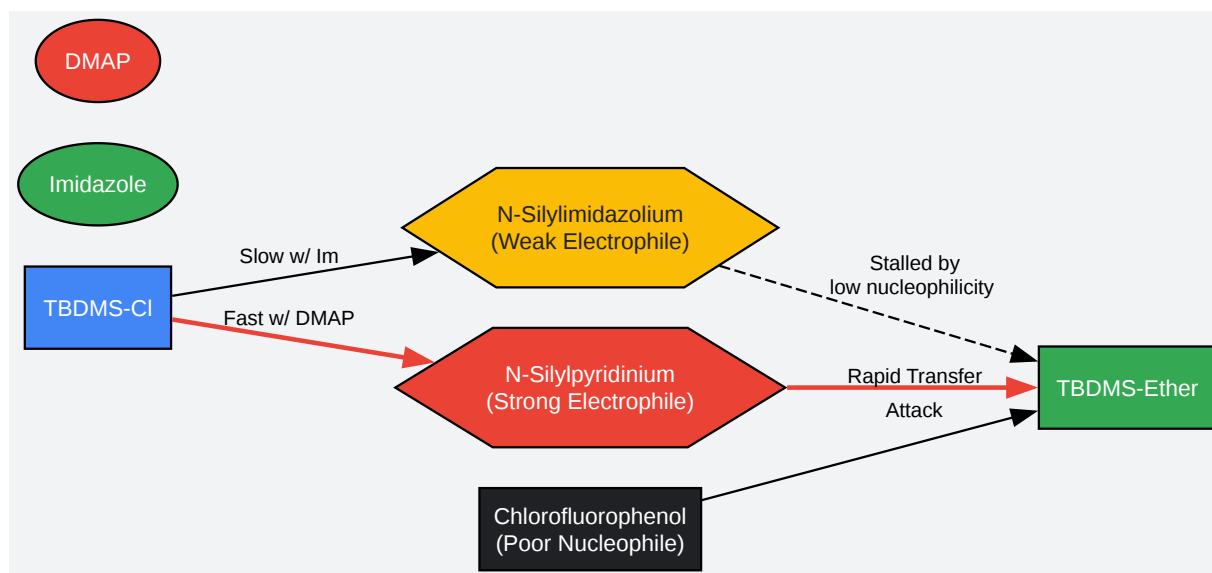 DMAP
Imidazole
TBDMS-Cl
Slow w/ Im
Fast w/ DMAP
N-Silylimidazolium
(Weak Electrophile)
N-Silylpyridinium
(Strong Electrophile)
Stalled by
low nucleophilicity
Rapid Transfer
Attack
TBDMS-Ether
Chlorofluorophenol
(Poor Nucleophile)